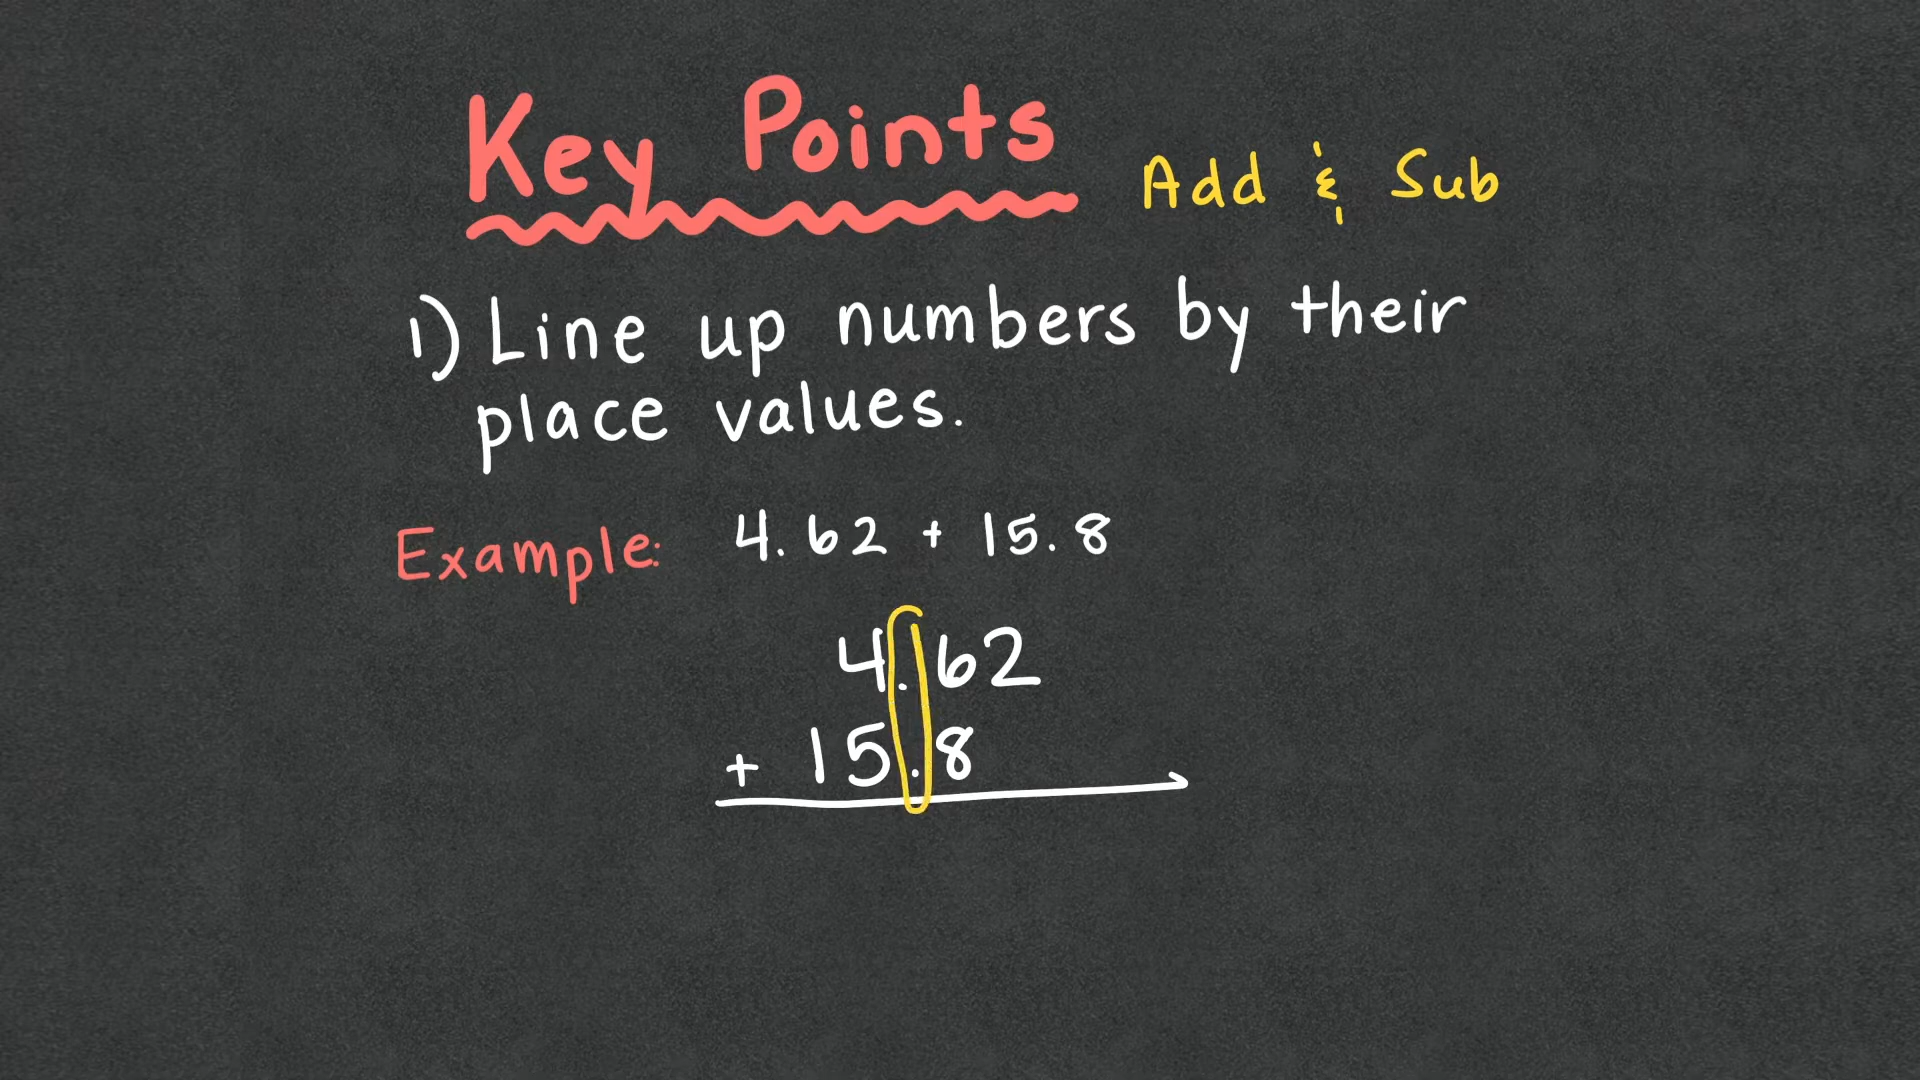 Key Points Add & Sub
1) Line up numbers by their
place values.
Example: 4.62 + 15.8
4.62
+ 15.8